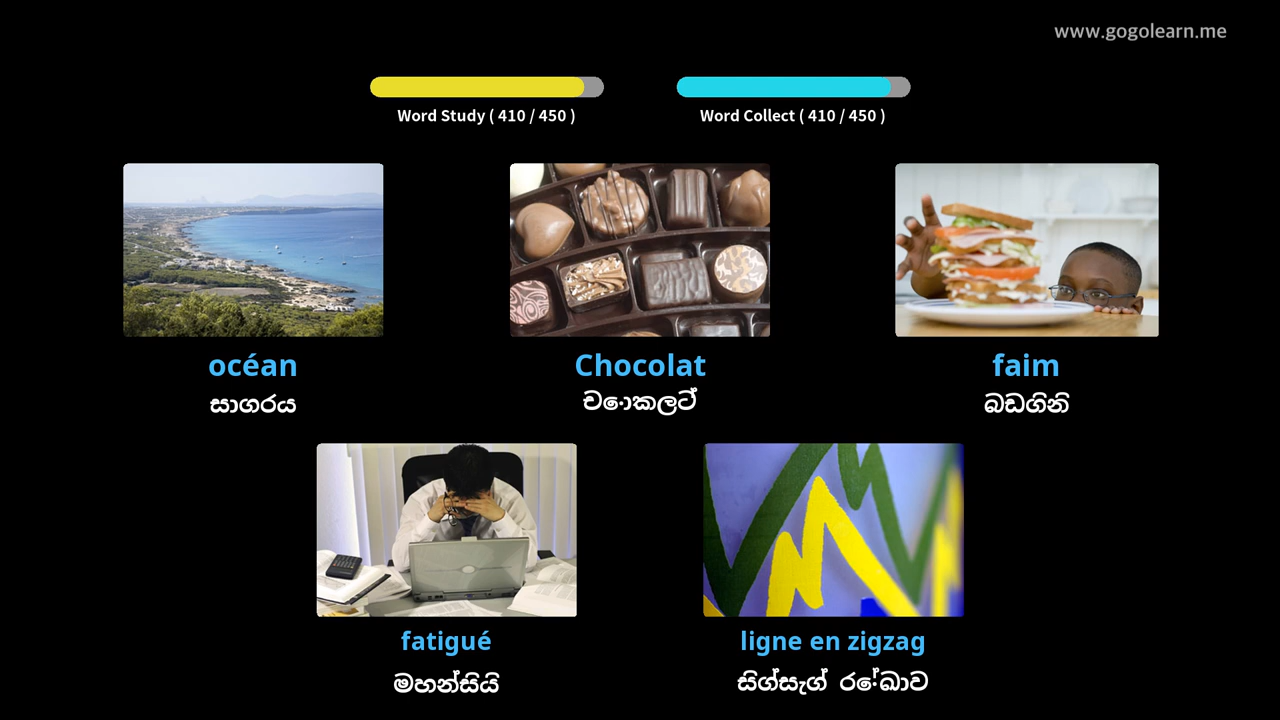 www.gogolearn.me
Word Study ( 410 / 450 )
Word Collect ( 410 / 450 )
océan
සාගරය
Chocolat
චොකලට්
faim
බඩගිනි
fatigué
මහන්සියි
ligne en zigzag
සිග්සැග් රේඛාව